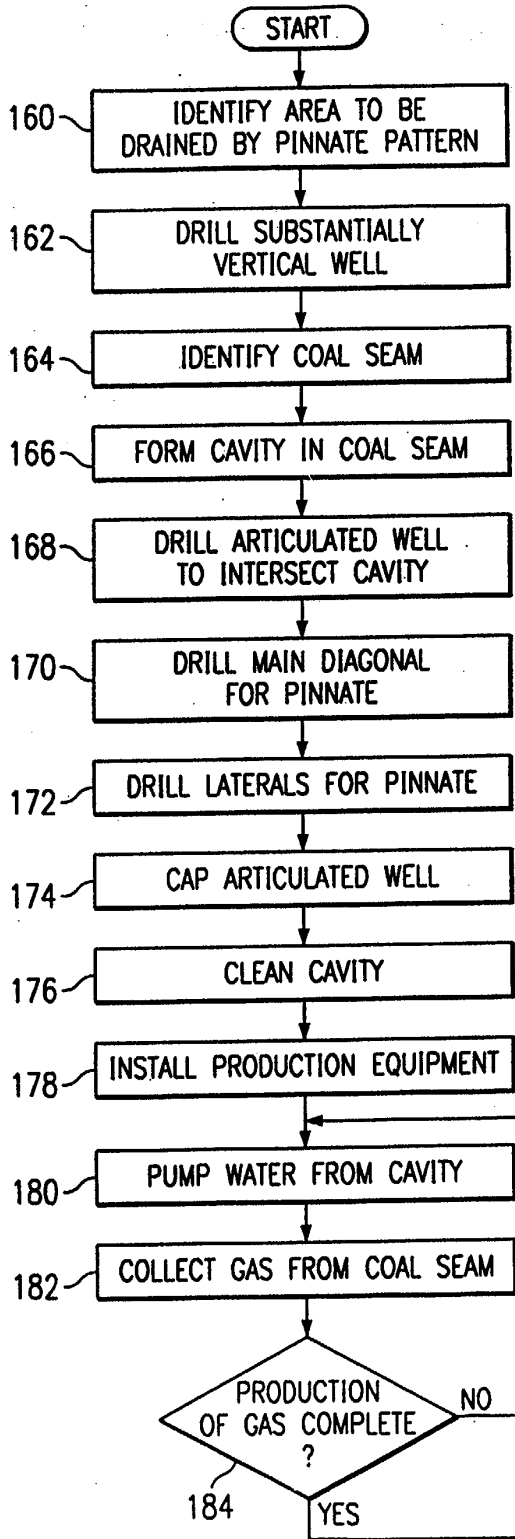 START
160
IDENTIFY AREA TO BE
DRAINED BY PINNATE PATTERN
162
DRILL SUBSTANTIALLY
VERTICAL WELL
164
IDENTIFY COAL SEAM
166
FORM CAVITY IN COAL SEAM
168
DRILL ARTICULATED WELL
TO INTERSECT CAVITY
170
DRILL MAIN DIAGONAL
FOR PINNATE
172
DRILL LATERALS FOR PINNATE
174
CAP ARTICULATED WELL
176
CLEAN CAVITY
178
INSTALL PRODUCTION EQUIPMENT
180
PUMP WATER FROM CAVITY
182
COLLECT GAS FROM COAL SEAM
PRODUCTION
OF GAS COMPLETE
?
NO
184
YES